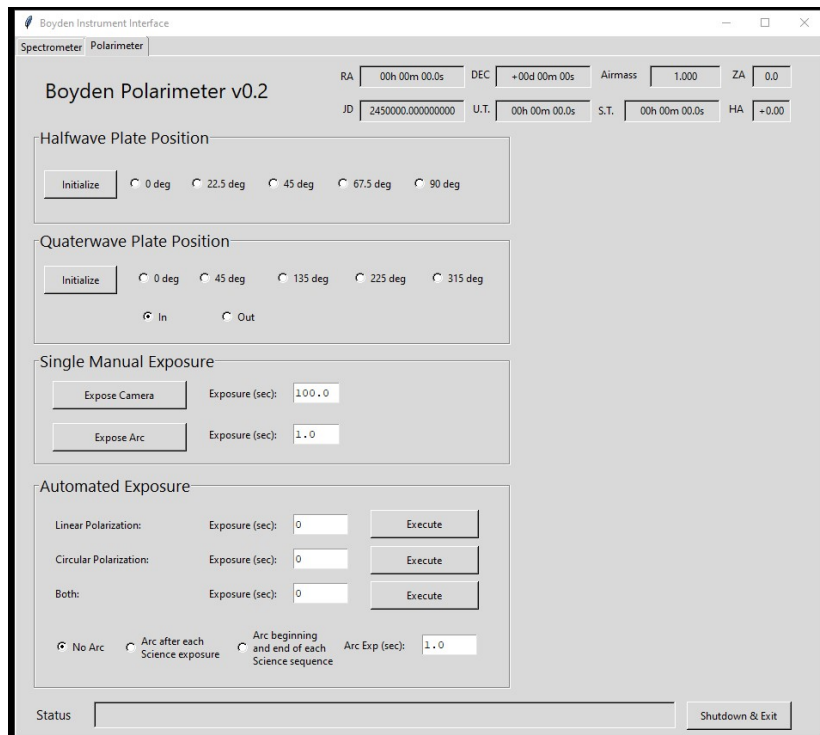 Boyden Instrument Interface
Spectrometer Polarimeter
Boyden Polarimeter v0.2
RA 00h 00m 00.0s DEC +00d 00m 00s Airmass 1.000 ZA 0.0
JD 2450000.000000000 U.T. 00h 00m 00.0s S.T. 00h 00m 00.0s HA +0.00
Halfwave Plate Position
Initialize 0 deg 22.5 deg 45 deg 67.5 deg 90 deg
Quaterwave Plate Position
Initialize 0 deg 45 deg 135 deg 225 deg 315 deg
In Out
Single Manual Exposure
Expose Camera Exposure (sec): 100.0
Expose Arc Exposure (sec): 1.0
Automated Exposure
Linear Polarization: Exposure (sec): 0 Execute
Circular Polarization: Exposure (sec): 0 Execute
Both: Exposure (sec): 0 Execute
No Arc
Arc after each
Science exposure
Arc beginning
and end of each
Science sequence
Arc Exp (sec): 1.0
Status
Shutdown & Exit